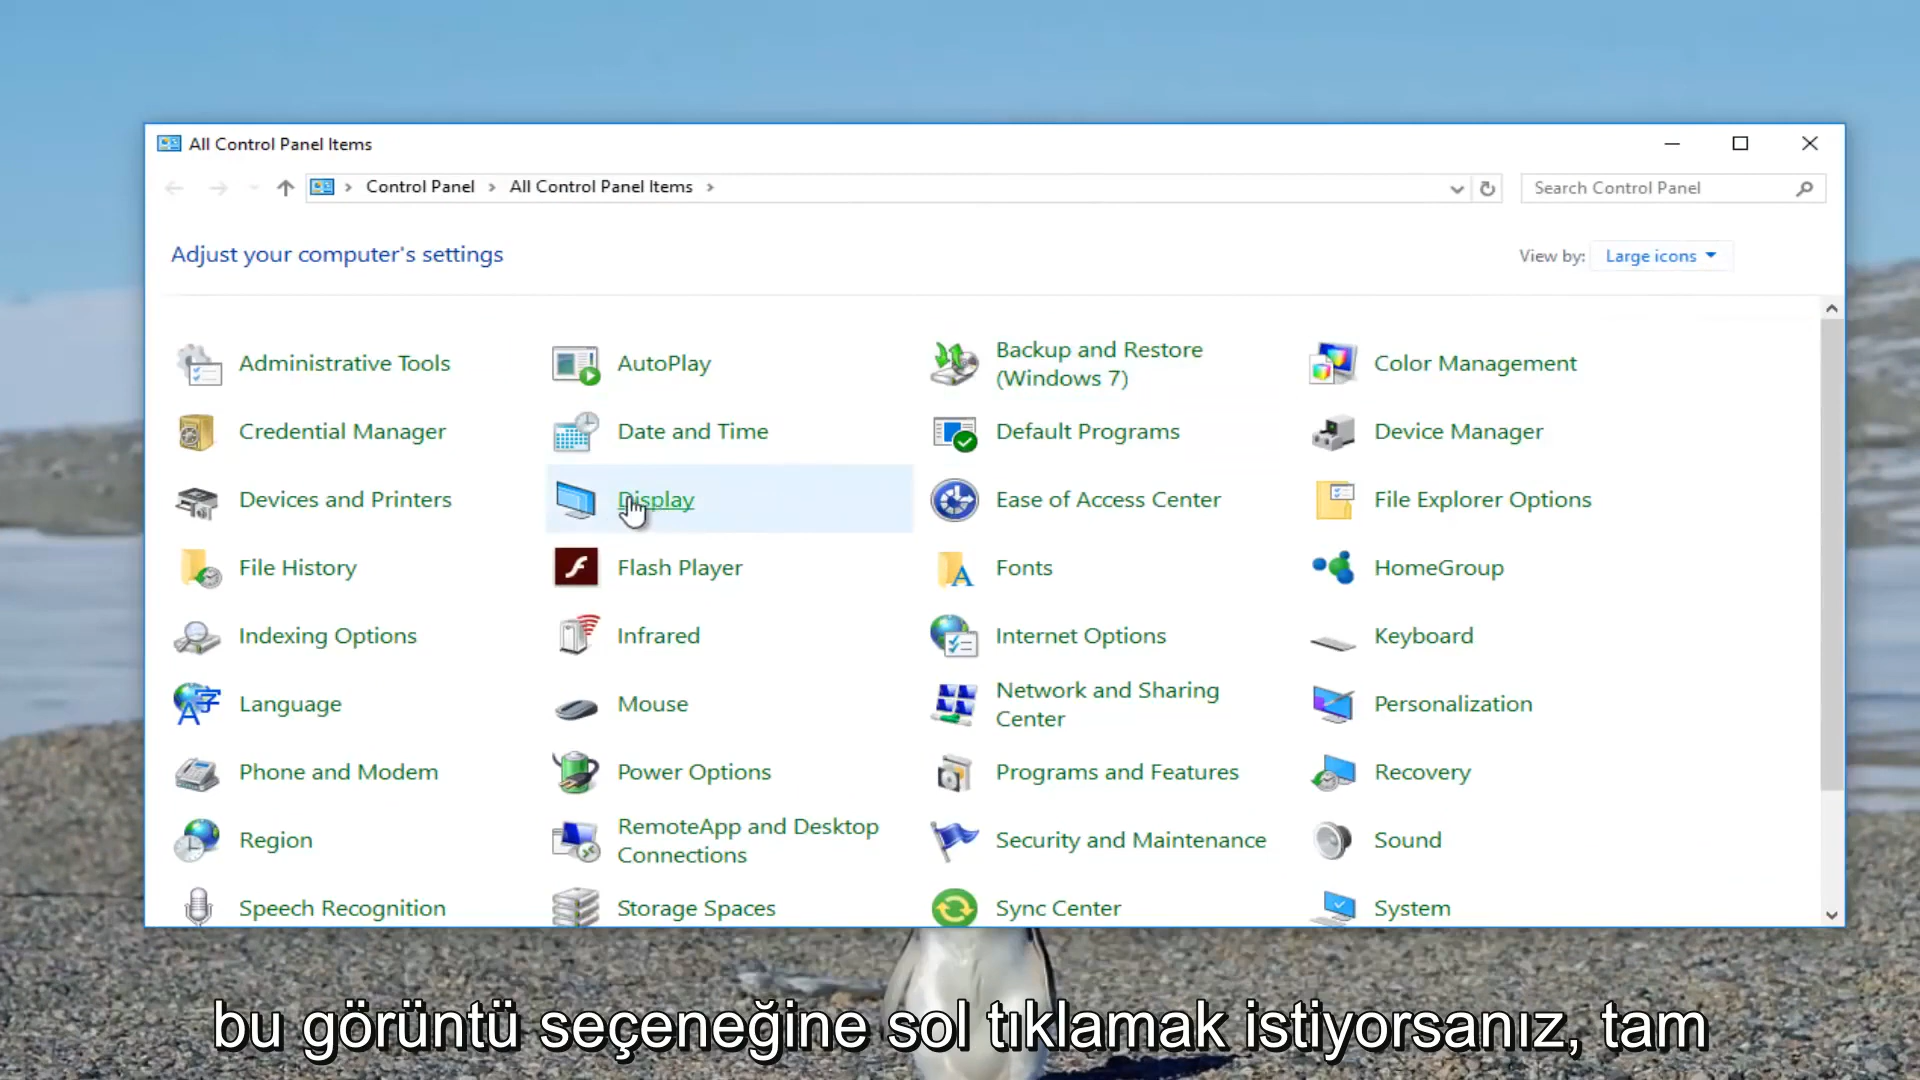 All Control Panel Items
Control Panel
All Control Panel Items
Search Control Panel
Adjust your computer's settings
View by:
Large icons
Administrative Tools
AutoPlay
Backup and Restore
(Windows 7)
Color Management
Credential Manager
Date and Time
Default Programs
Device Manager
Devices and Printers
Display
Ease of Access Center
File Explorer Options
File History
Flash Player
Fonts
HomeGroup
Indexing Options
Infrared
Internet Options
Keyboard
Language
Mouse
Network and Sharing
Center
Personalization
Phone and Modem
Power Options
Programs and Features
Recovery
Region
RemoteApp and Desktop
Connections
Security and Maintenance
Sound
Speech Recognition
Storage Spaces
Sync Center
System
bu görüntü seçeneğine sol tıklamak istiyorsanız, tam